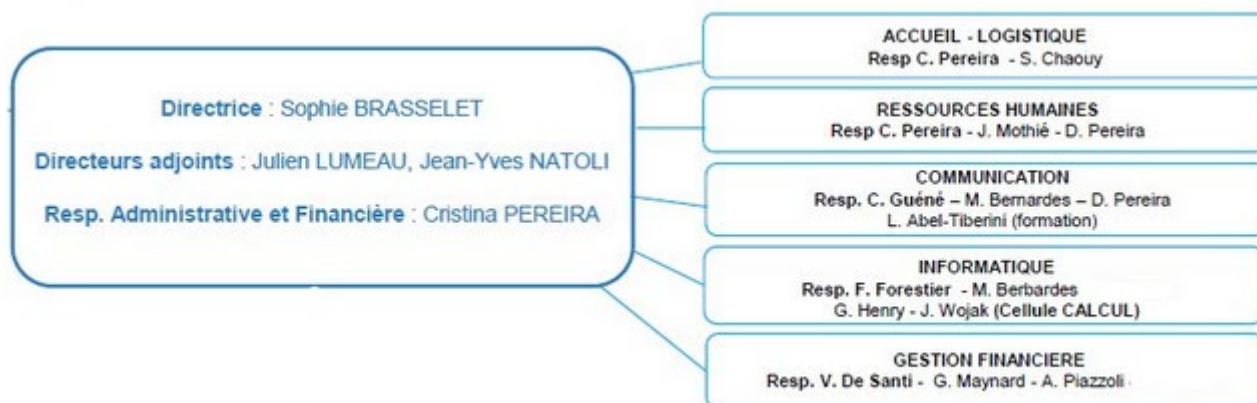 Directrice : Sophie BRASSELET
Directeurs adjoints : Julien LUMEAU, Jean-Yves NATOLI
Resp. Administrative et Financière : Cristina PEREIRA
ACCUEIL - LOGISTIQUE
Resp C. Pereira - S. Chaouy
RESSOURCES HUMAINES
Resp C. Pereira - J. Mothié - D. Pereira
COMMUNICATION
Resp. C. Guéné – M. Bernardes – D. Pereira
L. Abel-Tiberini (formation)
INFORMATIQUE
Resp. F. Forestier - M. Berbardes
G. Henry - J. Wojak (Cellule CALCUL)
GESTION FINANCIERE
Resp. V. De Santi - G. Maynard - A. Piazzoli